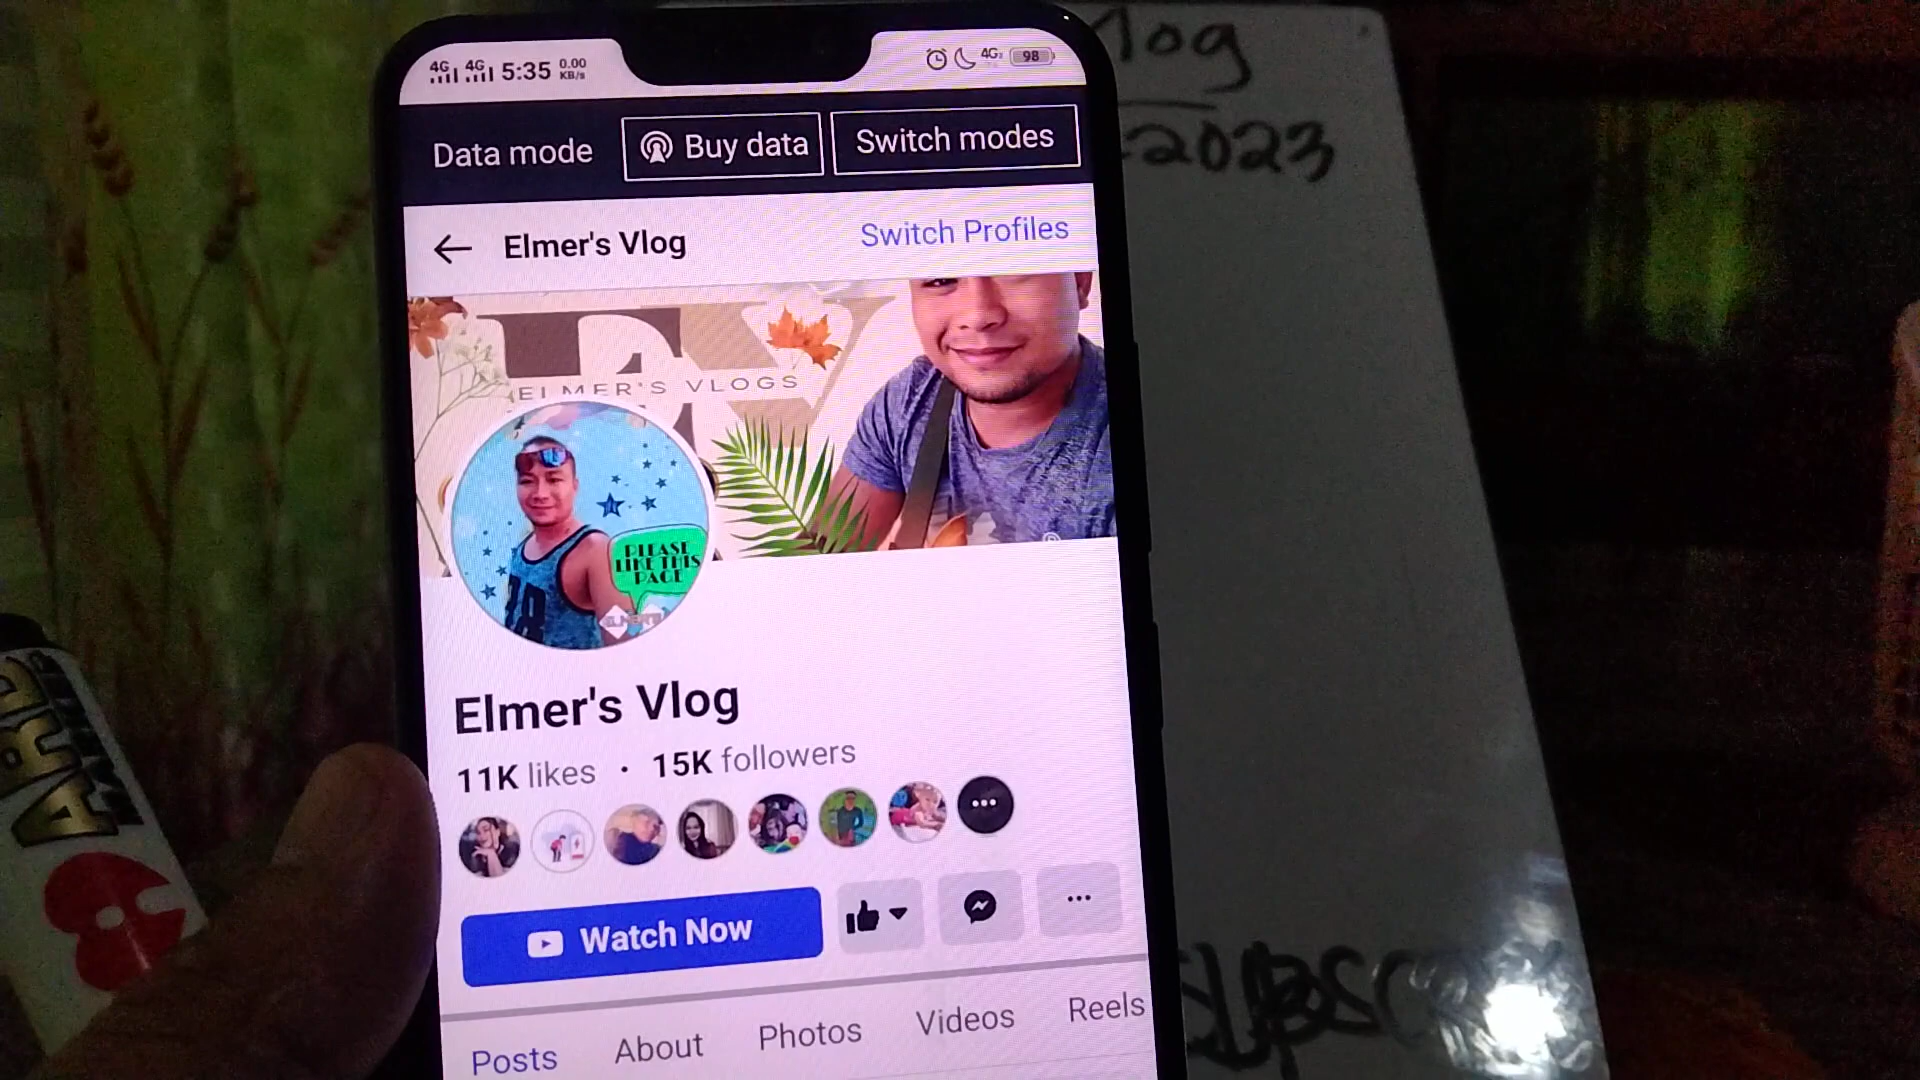 4G 4G 5:35 0.00 KB/s 4G 98
Data mode Buy data Switch modes
Elmer's Vlog Switch Profiles
ELMER'S VLOGS
PLEASE
LIKE THIS
PAGE
Elmer's Vlog
11K likes · 15K followers
Watch Now
Posts About Photos Videos Reels
Vlog
2023
SUBSC